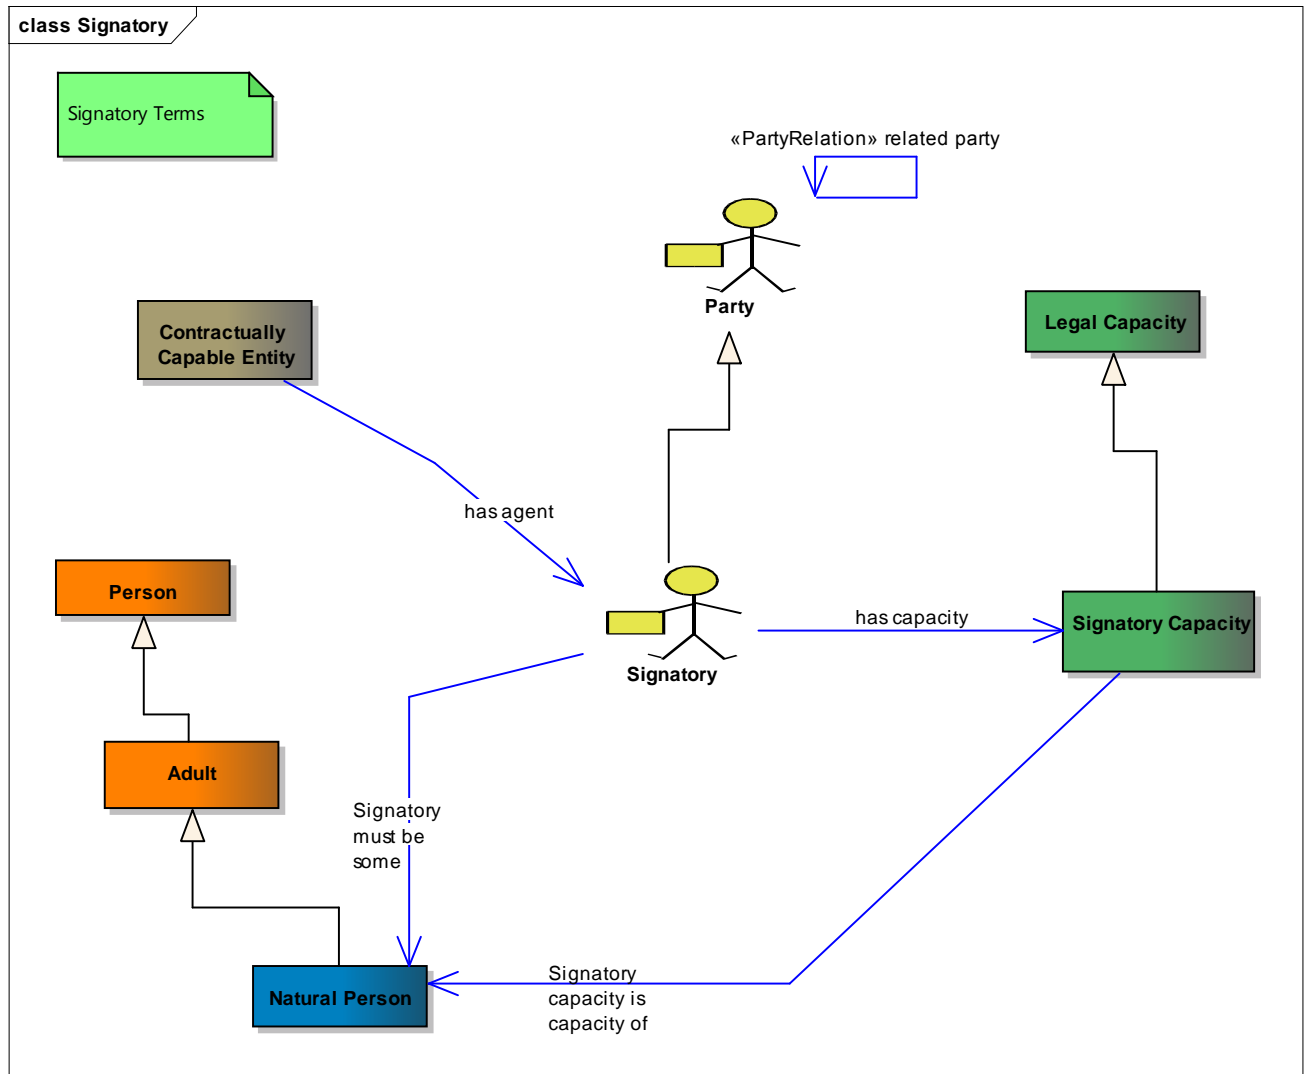 class Signatory
Signatory Terms
«PartyRelation» related party
Party
Legal Capacity
Contractually
Capable Entity
has agent
Person
has capacity
Signatory Capacity
Signatory
Adult
Signatory
must be
some
Signatory
capacity is
capacity of
Natural Person